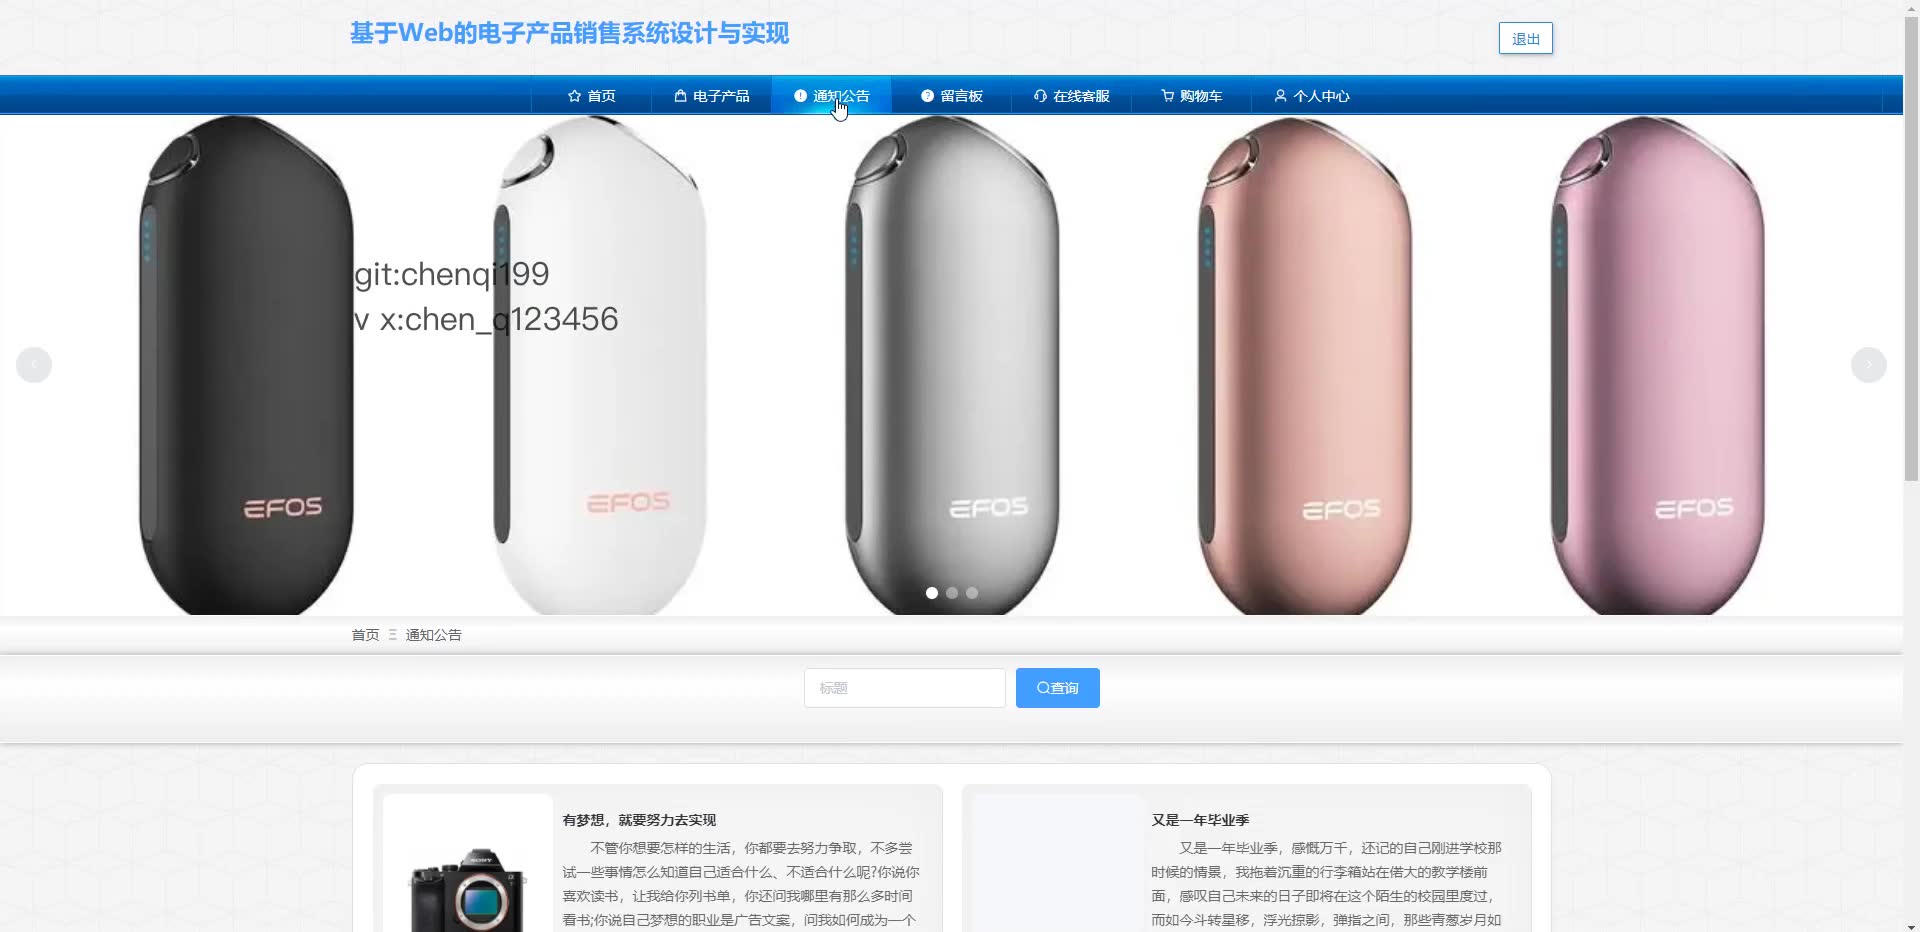 基于Web的电子产品销售系统设计与实现
退出
首页 电子产品 通知公告 留言板 在线客服 购物车 个人中心
git:chenqi199
v x:chen_q123456
EFOS EFOS EFOS EFOS EFOS
首页 通知公告
标题 查询
有梦想，就要努力去实现
不管你想要怎样的生活，你都要去努力争取，不多尝
试一些事情怎么知道自己适合什么、不适合什么呢?你说你
喜欢读书，让我给你列书单，你还问我哪里有那么多时间
看书;你说自己梦想的职业是广告文案，问我如何成为一个
SONY
又是一年毕业季
又是一年毕业季，感慨万千，还记的自己刚进学校那
时候的情景，我拖着沉重的行李箱站在偌大的教学楼前
面，感叹自己未来的日子即将在这个陌生的校园里度过，
而如今斗转星移，浮光掠影，弹指之间，那些青葱岁月如